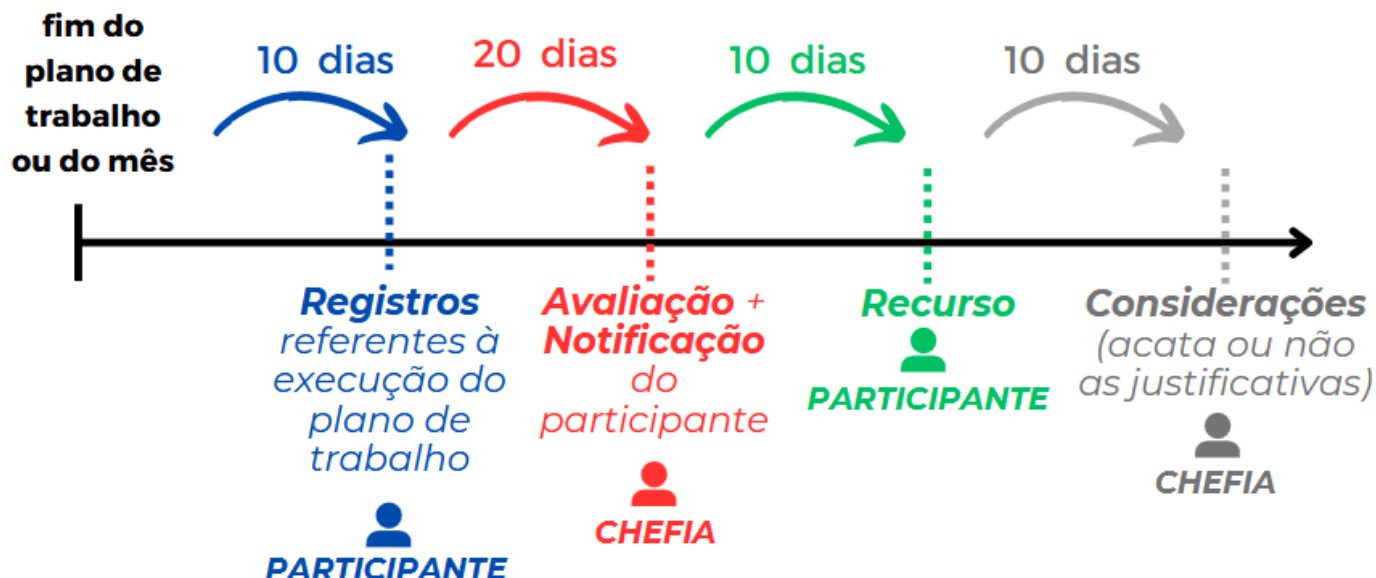 fim do
plano de
trabalho
ou do mês
10 dias
20 dias
10 dias
10 dias
Registros
referentes à
execução do
plano de
trabalho
PARTICIPANTE
Avaliação +
Notificação
do
participante
CHEFIA
Recurso
PARTICIPANTE
Considerações
(acata ou não
as justificativas)
CHEFIA